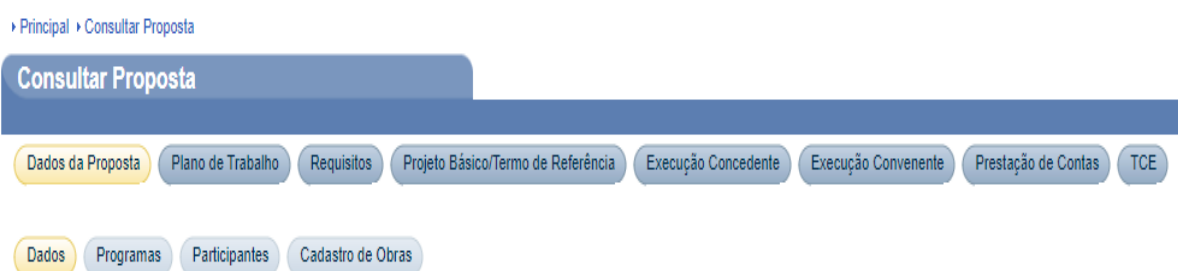 Principal Consultar Proposta
Consultar Proposta
Dados da Proposta Plano de Trabalho Requisitos Projeto Básico/Termo de Referência Execução Concedente Execução Convenente Prestação de Contas TCE
Dados Programas Participantes Cadastro de Obras